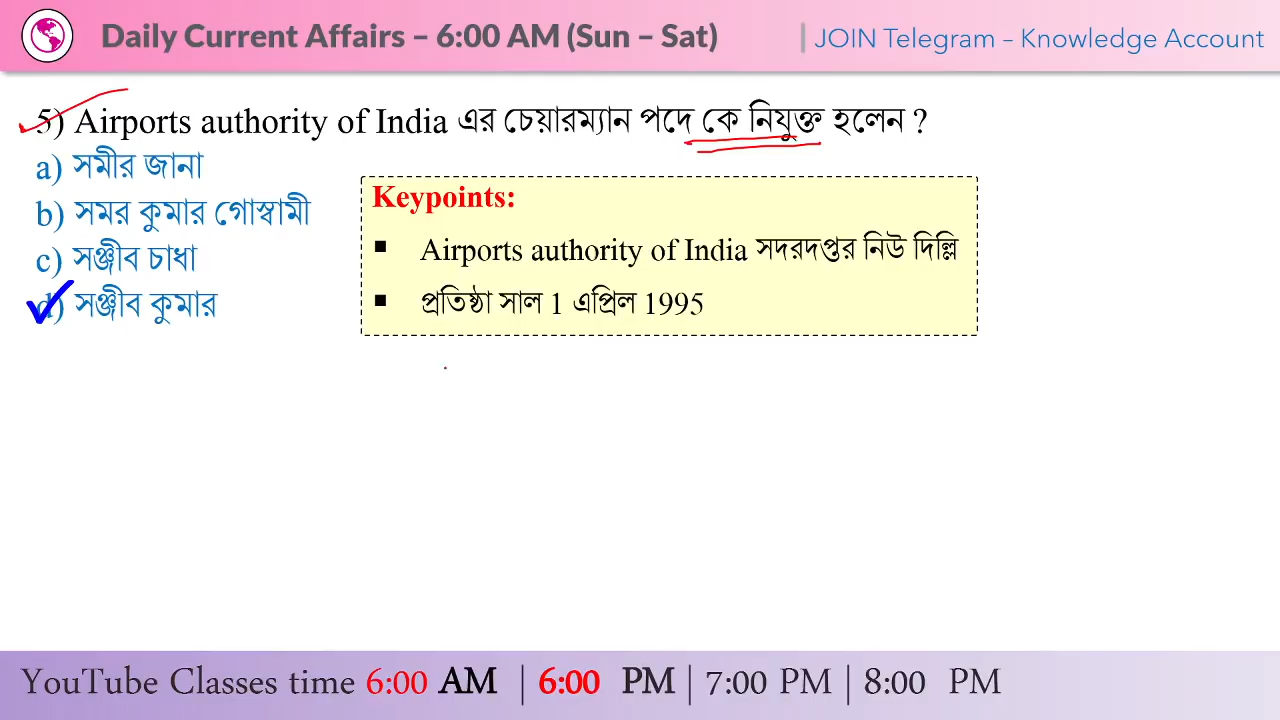 Daily Current Affairs – 6:00 AM (Sun – Sat)
JOIN Telegram – Knowledge Account
5) Airports authority of India এর চেয়ারম্যান পদে কে নিযুক্ত হলেন ?
a) সমীর জানা
b) সমর কুমার গোস্বামী
c) সঞ্জীব চাধা
d) সঞ্জীব কুমার
Keypoints:
▪ Airports authority of India সদরদপ্তর নিউ দিল্লি
▪ প্রতিষ্ঠা সাল 1 এপ্রিল 1995
YouTube Classes time 6:00 AM | 6:00 PM | 7:00 PM | 8:00 PM